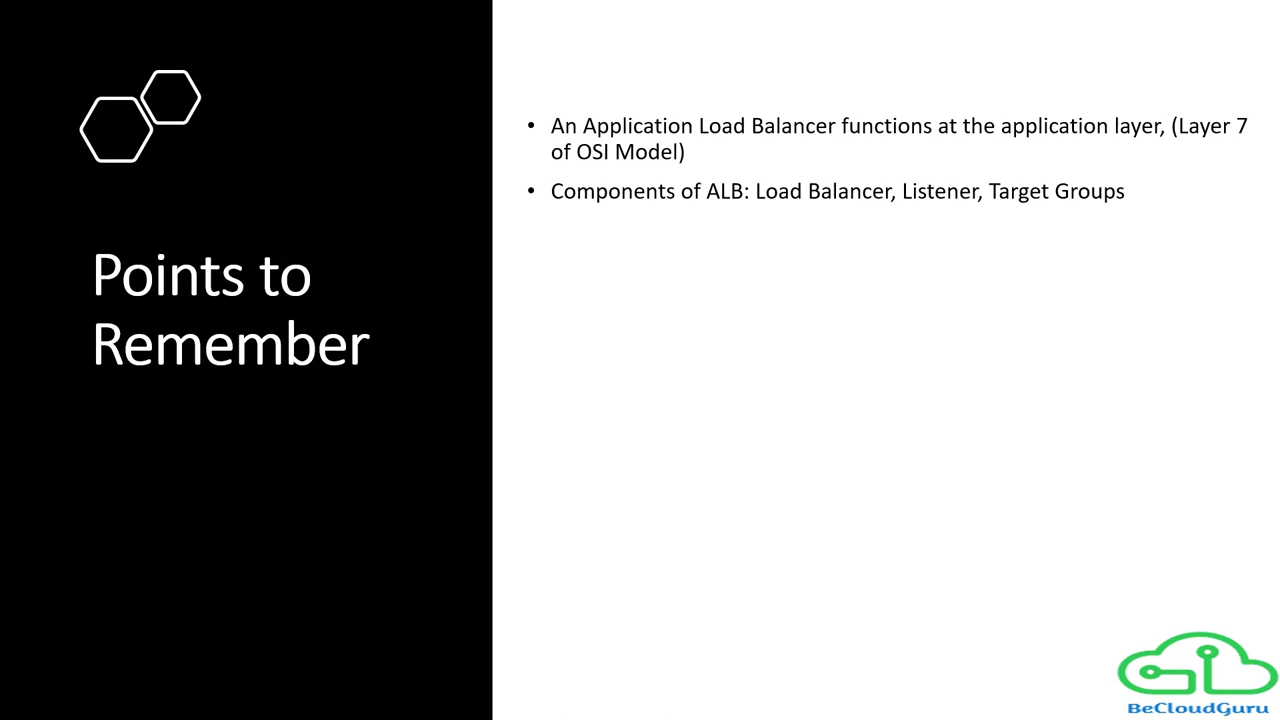 Points to
Remember
• An Application Load Balancer functions at the application layer, (Layer 7
of OSI Model)
• Components of ALB: Load Balancer, Listener, Target Groups
BeCloudGuru